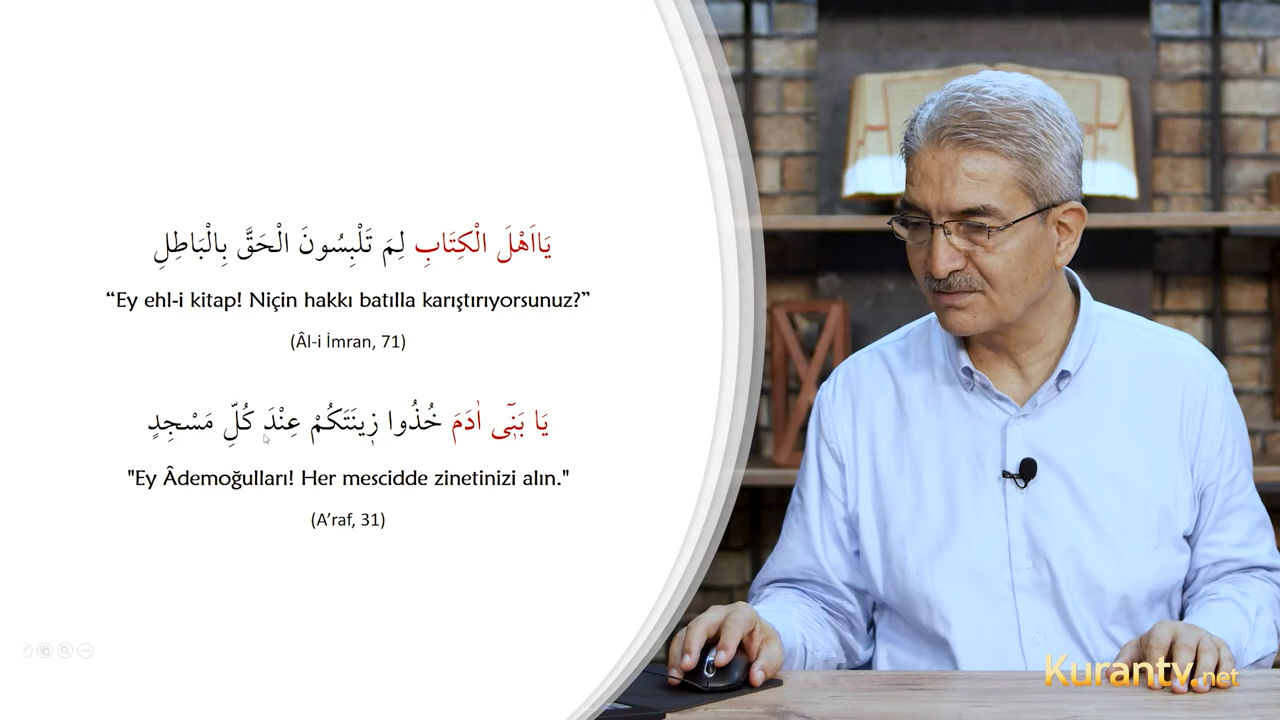 يَااَهْلَ الْكِتَابِ لِمَ تَلْبِسُونَ الْحَقَّ بِالْبَاطِلِ
“Ey ehl-i kitap! Niçin hakkı batılla karıştırıyorsunuz?”
(Âl-i İmran, 71)
يَا بَنٖٓى اٰدَمَ خُذُوا زٖينَتَكُمْ عِنْدَ كُلِّ مَسْجِدٍ
"Ey Âdemoğulları! Her mescidde zinetinizi alın."
(A’raf, 31)
Kurantv.net